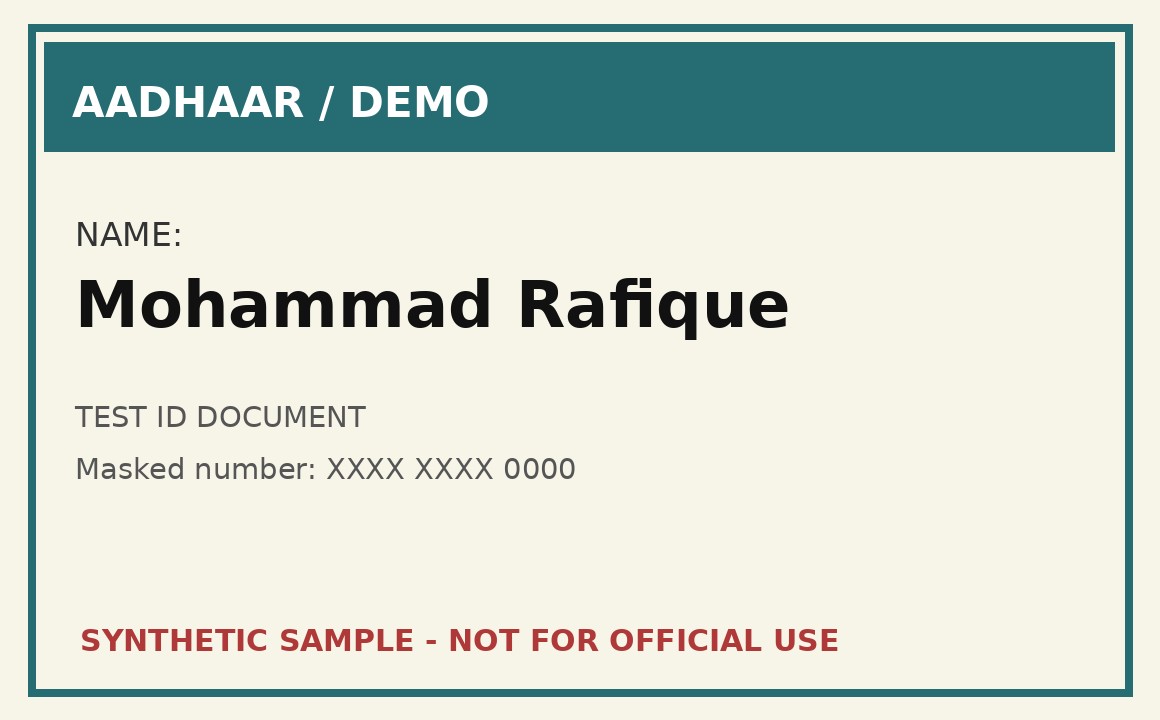 AADHAAR / DEMO
NAME:
Mohammad Rafique
TEST ID DOCUMENT
Masked number: XXXX XXXX 0000
SYNTHETIC SAMPLE - NOT FOR OFFICIAL USE